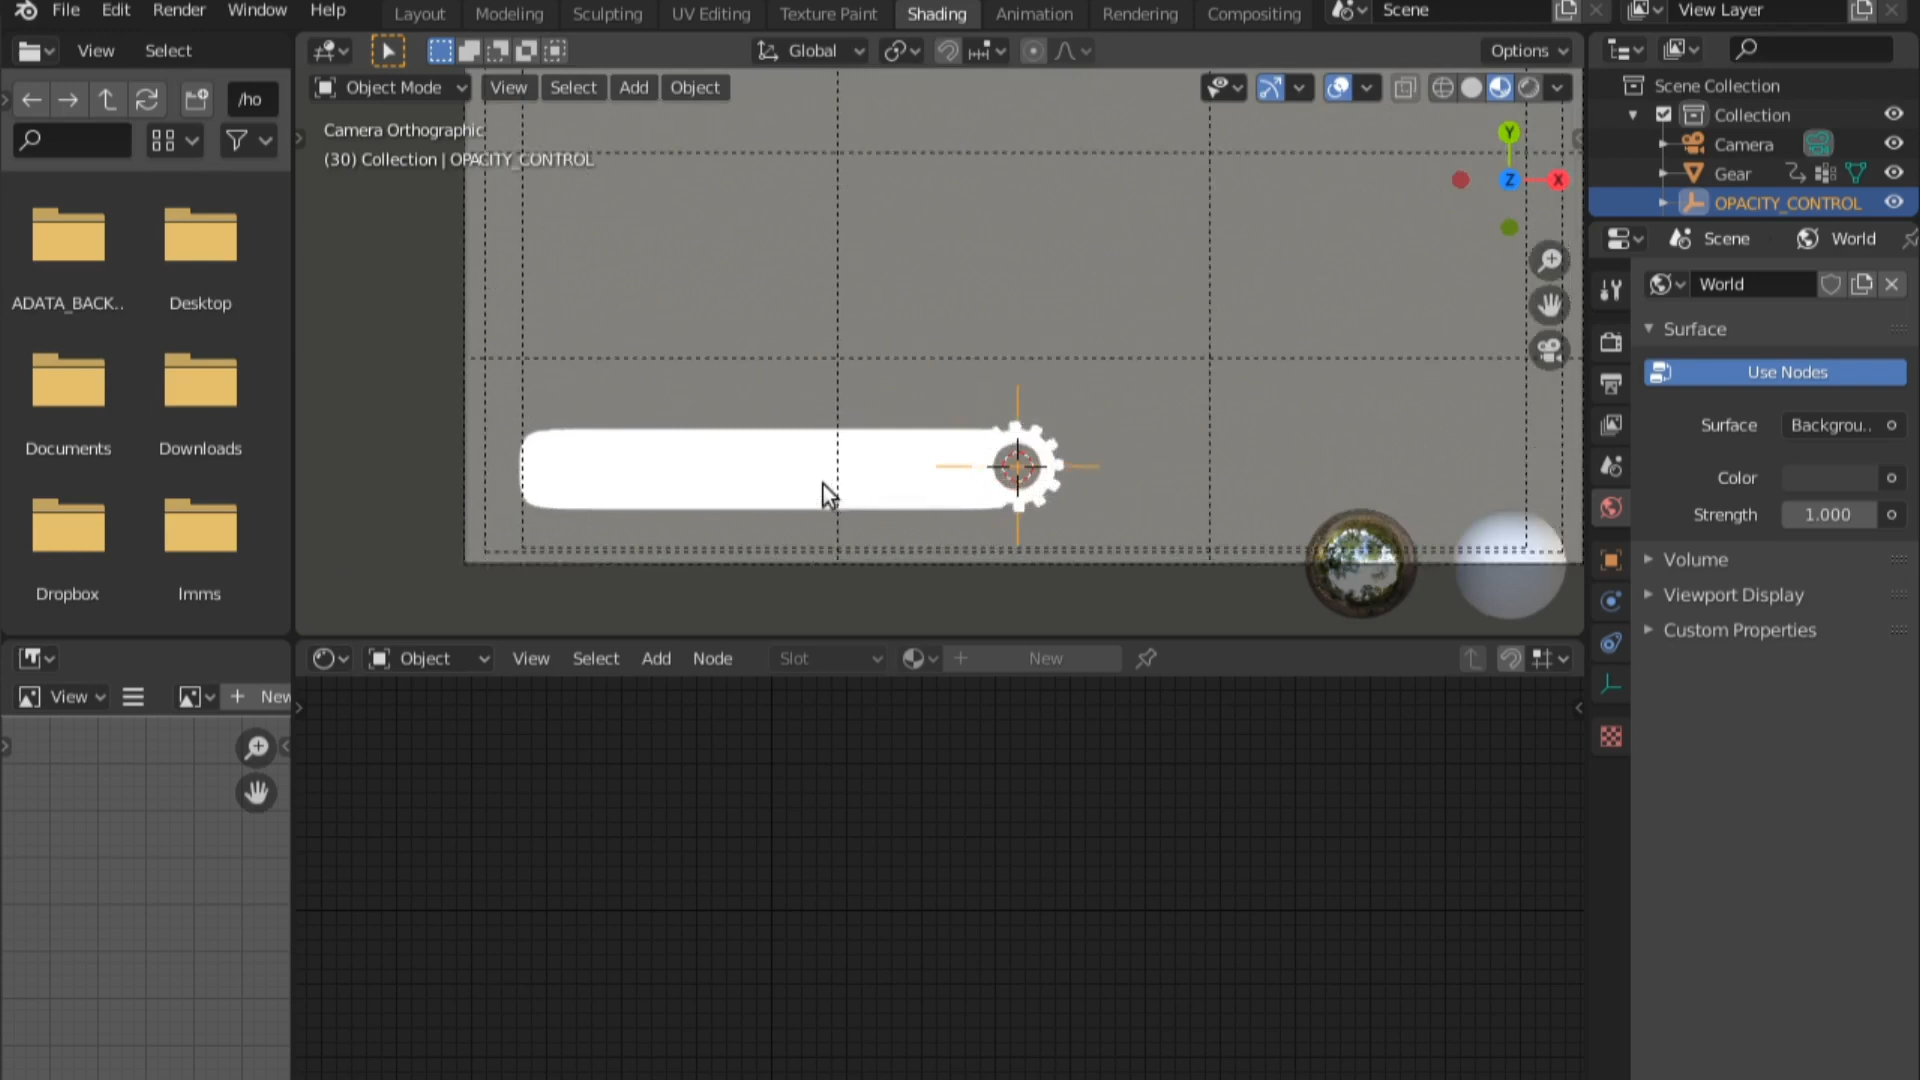 File Edit Render Window Help Layout Modeling Sculpting UV Editing Texture Paint Shading Animation Rendering Compositing Scene View Layer
View Select Global Options
/ho Object Mode View Select Add Object
Scene Collection
Camera Orthographic
(30) Collection | OPACITY_CONTROL
Collection
Camera
Gear
OPACITY_CONTROL
Y
Z
X
Scene World
World
Surface
Use Nodes
Surface Backgrou..
Color
Strength 1.000
Volume
Viewport Display
Custom Properties
ADATA_BACK.. Desktop
Documents Downloads
Dropbox lmms
Object View Select Add Node Slot New
View New